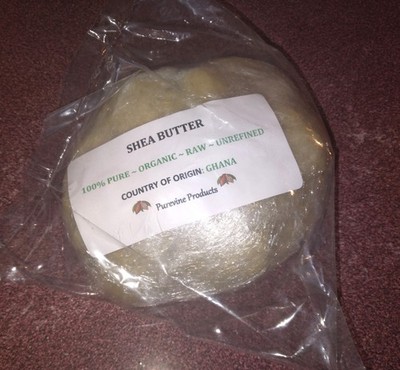 SHEA BUTTER
100% PURE ~ ORGANIC ~ RAW ~ UNREFINED
COUNTRY OF ORIGIN: GHANA
Purevine Products